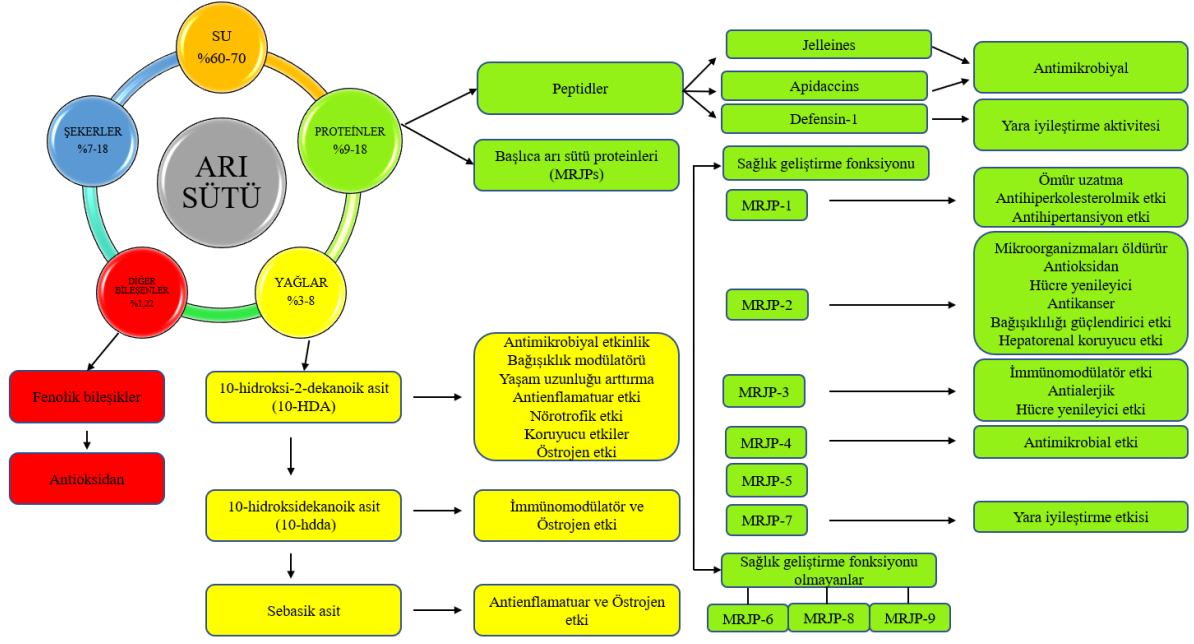 SU
%60-70
ŞEKERLER
%7-18
PROTEİNLER
%9-18
ARI
SÜTÜ
DİĞER
BİLEŞENLER
%1,22
YAĞLAR
%3-8
Fenolik bileşikler
Antioksidan
10-hidroksi-2-dekanoik asit
(10-HDA)
Antimikrobiyal etkinlik
Bağışıklık modülatörü
Yaşam uzunluğu arttırma
Antienflamatuar etki
Nörotrofik etki
Koruyucu etkiler
Östrojen etki
10-hidroksidekanoik asit
(10-hdda)
İmmünomodülatör ve
Östrojen etki
Sebasik asit
Antienflamatuar ve Östrojen
etki
Peptidler
Jelleines
Apidaccins
Defensin-1
Antimikrobiyal
Yara iyileştirme aktivitesi
Başlıca arı sütü proteinleri
(MRJPs)
Sağlık geliştirme fonksiyonu
MRJP-1
Ömür uzatma
Antihiperkolesterolmik etki
Antihipertansiyon etki
MRJP-2
Mikroorganizmaları öldürür
Antioksidan
Hücre yenileyici
Antikanser
Bağışıklılığı güçlendirici etki
Hepatorenal koruyucu etki
MRJP-3
İmmünomodülatör etki
Antialerjik
Hücre yenileyici etki
MRJP-4
Antimikrobial etki
MRJP-5
MRJP-7
Yara iyileştirme etkisi
Sağlık geliştirme fonksiyonu
olmayanlar
MRJP-6
MRJP-8
MRJP-9